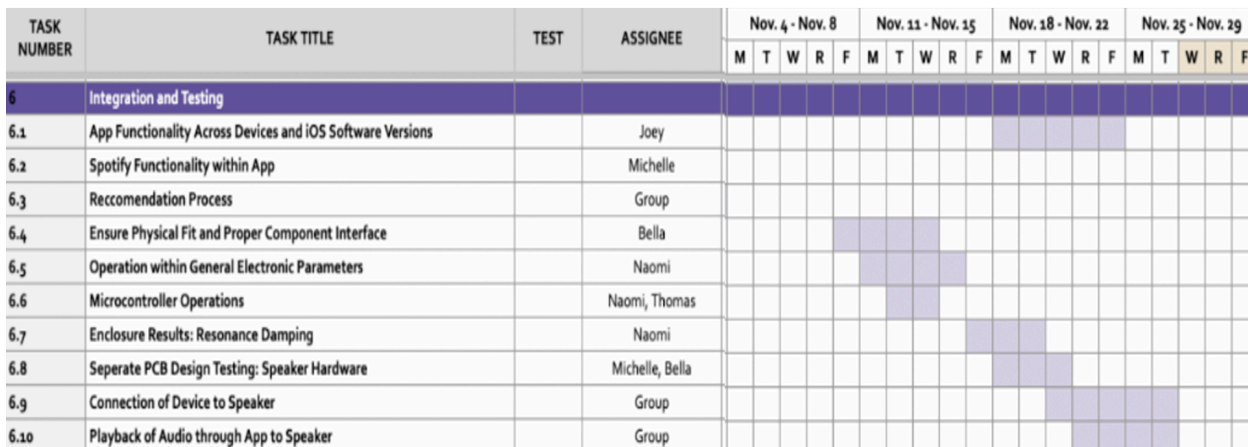 TASK NUMBER TASK TITLE TEST ASSIGNEE Nov. 4 - Nov. 8 Nov. 11 - Nov. 15 Nov. 18 - Nov. 22 Nov. 25 - Nov. 29
M T W R F M T W R F M T W R F M T W R F
6 Integration and Testing
6.1 App Functionality Across Devices and iOS Software Versions Joey
6.2 Spotify Functionality within App Michelle
6.3 Reccomendation Process Group
6.4 Ensure Physical Fit and Proper Component Interface Bella
6.5 Operation within General Electronic Parameters Naomi
6.6 Microcontroller Operations Naomi, Thomas
6.7 Enclosure Results: Resonance Damping Naomi
6.8 Seperate PCB Design Testing: Speaker Hardware Michelle, Bella
6.9 Connection of Device to Speaker Group
6.10 Playback of Audio through App to Speaker Group